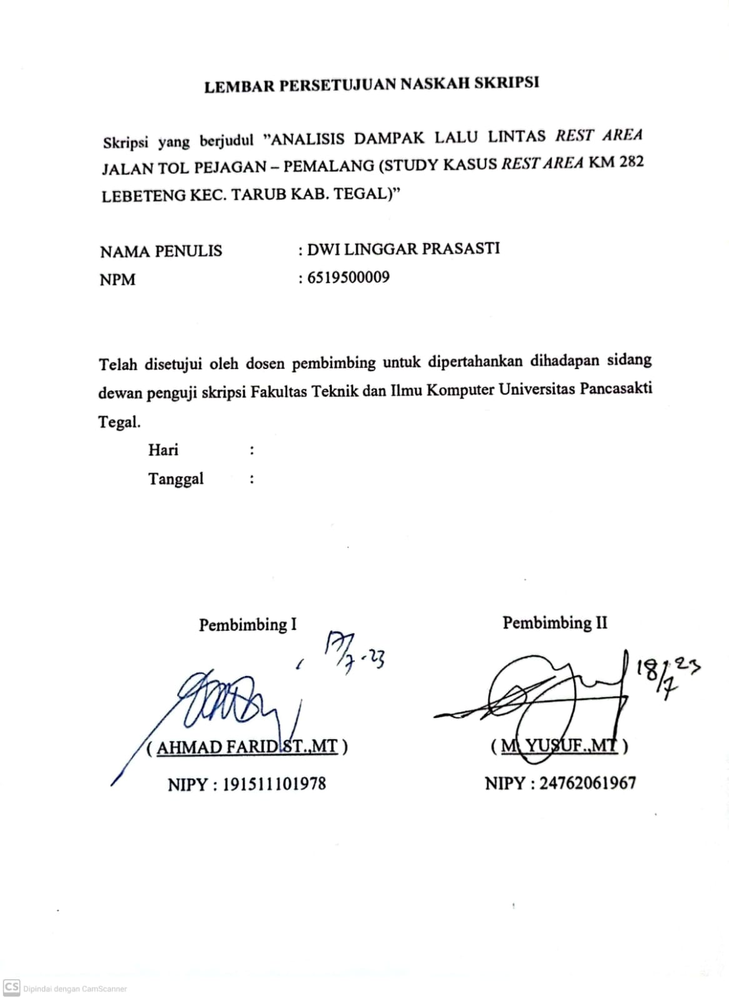 LEMBAR PERSETUJUAN NASKAH SKRIPSI
Skripsi yang berjudul ”ANALISIS DAMPAK LALU LINTAS REST AREA
JALAN TOL PEJAGAN – PEMALANG (STUDY KASUS REST AREA KM 282
LEBETENG KEC. TARUB KAB. TEGAL)”
NAMA PENULIS : DWI LINGGAR PRASASTI
NPM : 6519500009
Telah disetujui oleh dosen pembimbing untuk dipertahankan dihadapan sidang
dewan penguji skripsi Fakultas Teknik dan Ilmu Komputer Universitas Pancasakti
Tegal.
Hari :
Tanggal :
Pembimbing I
17/7-23
( AHMAD FARID ST.,MT )
NIPY : 191511101978
Pembimbing II
18/7 23
( M. YUSUF.,MT )
NIPY : 24762061967
CS Dipindai dengan CamScanner